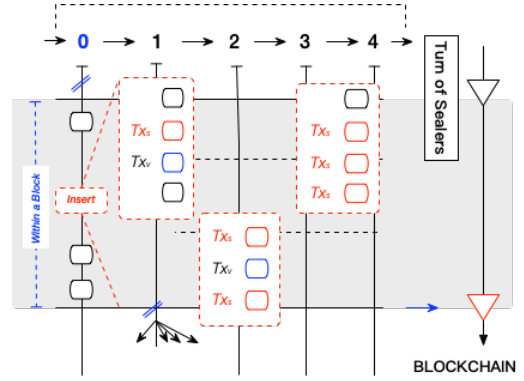 0 1 2 3 4
Turn of Sealers
Within a Block
Insert
Txs
Txv
Txs
Txs
Txs
Txs
Txv
Txs
BLOCKCHAIN